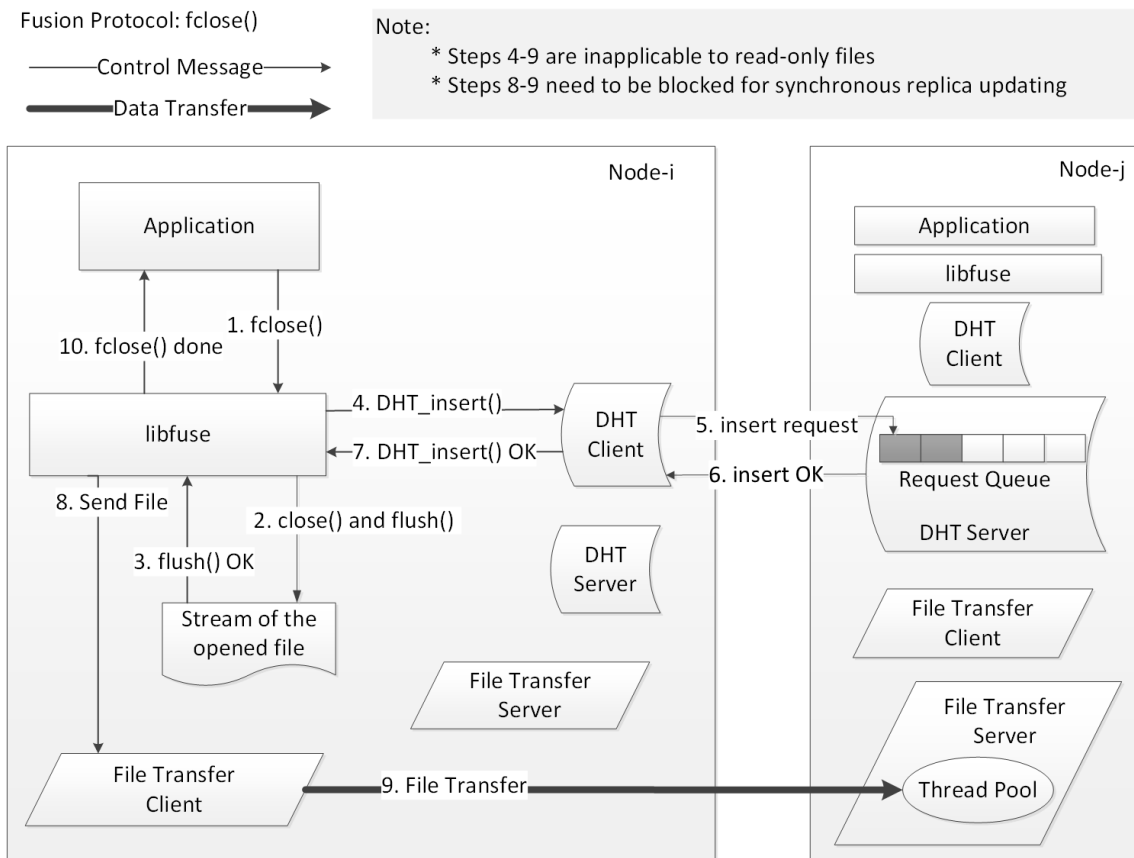 Fusion Protocol: fclose()
Control Message
Data Transfer
Note:
* Steps 4-9 are inapplicable to read-only files
* Steps 8-9 need to be blocked for synchronous replica updating
Node-i
Application
1. fclose()
10. fclose() done
libfuse
4. DHT_insert()
7. DHT_insert() OK
DHT
Client
5. insert request
6. insert OK
8. Send File
2. close() and flush()
3. flush() OK
Stream of the
opened file
DHT
Server
File Transfer
Server
File Transfer
Client
9. File Transfer
Node-j
Application
libfuse
DHT
Client
Request Queue
DHT Server
File Transfer
Client
File Transfer
Server
Thread Pool